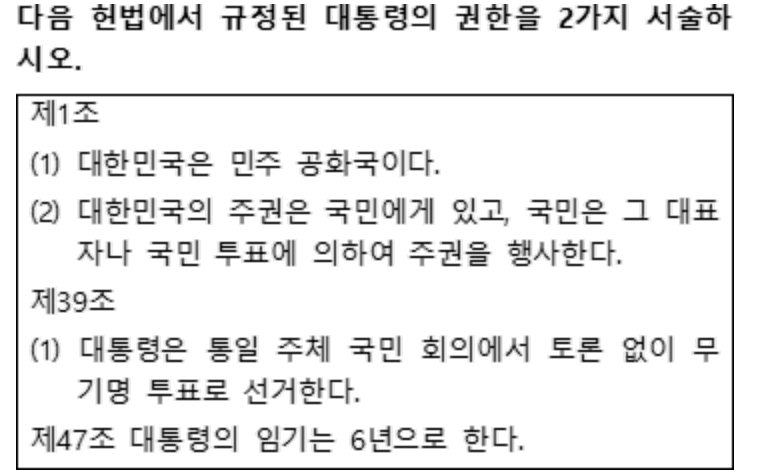 다음 헌법에서 규정된 대통령의 권한을 2가지 서술하
시오.
제1조
(1) 대한민국은 민주 공화국이다.
(2) 대한민국의 주권은 국민에게 있고, 국민은 그 대표
자나 국민 투표에 의하여 주권을 행사한다.
제39조
(1) 대통령은 통일 주체 국민 회의에서 토론 없이 무
기명 투표로 선거한다.
제47조 대통령의 임기는 6년으로 한다.